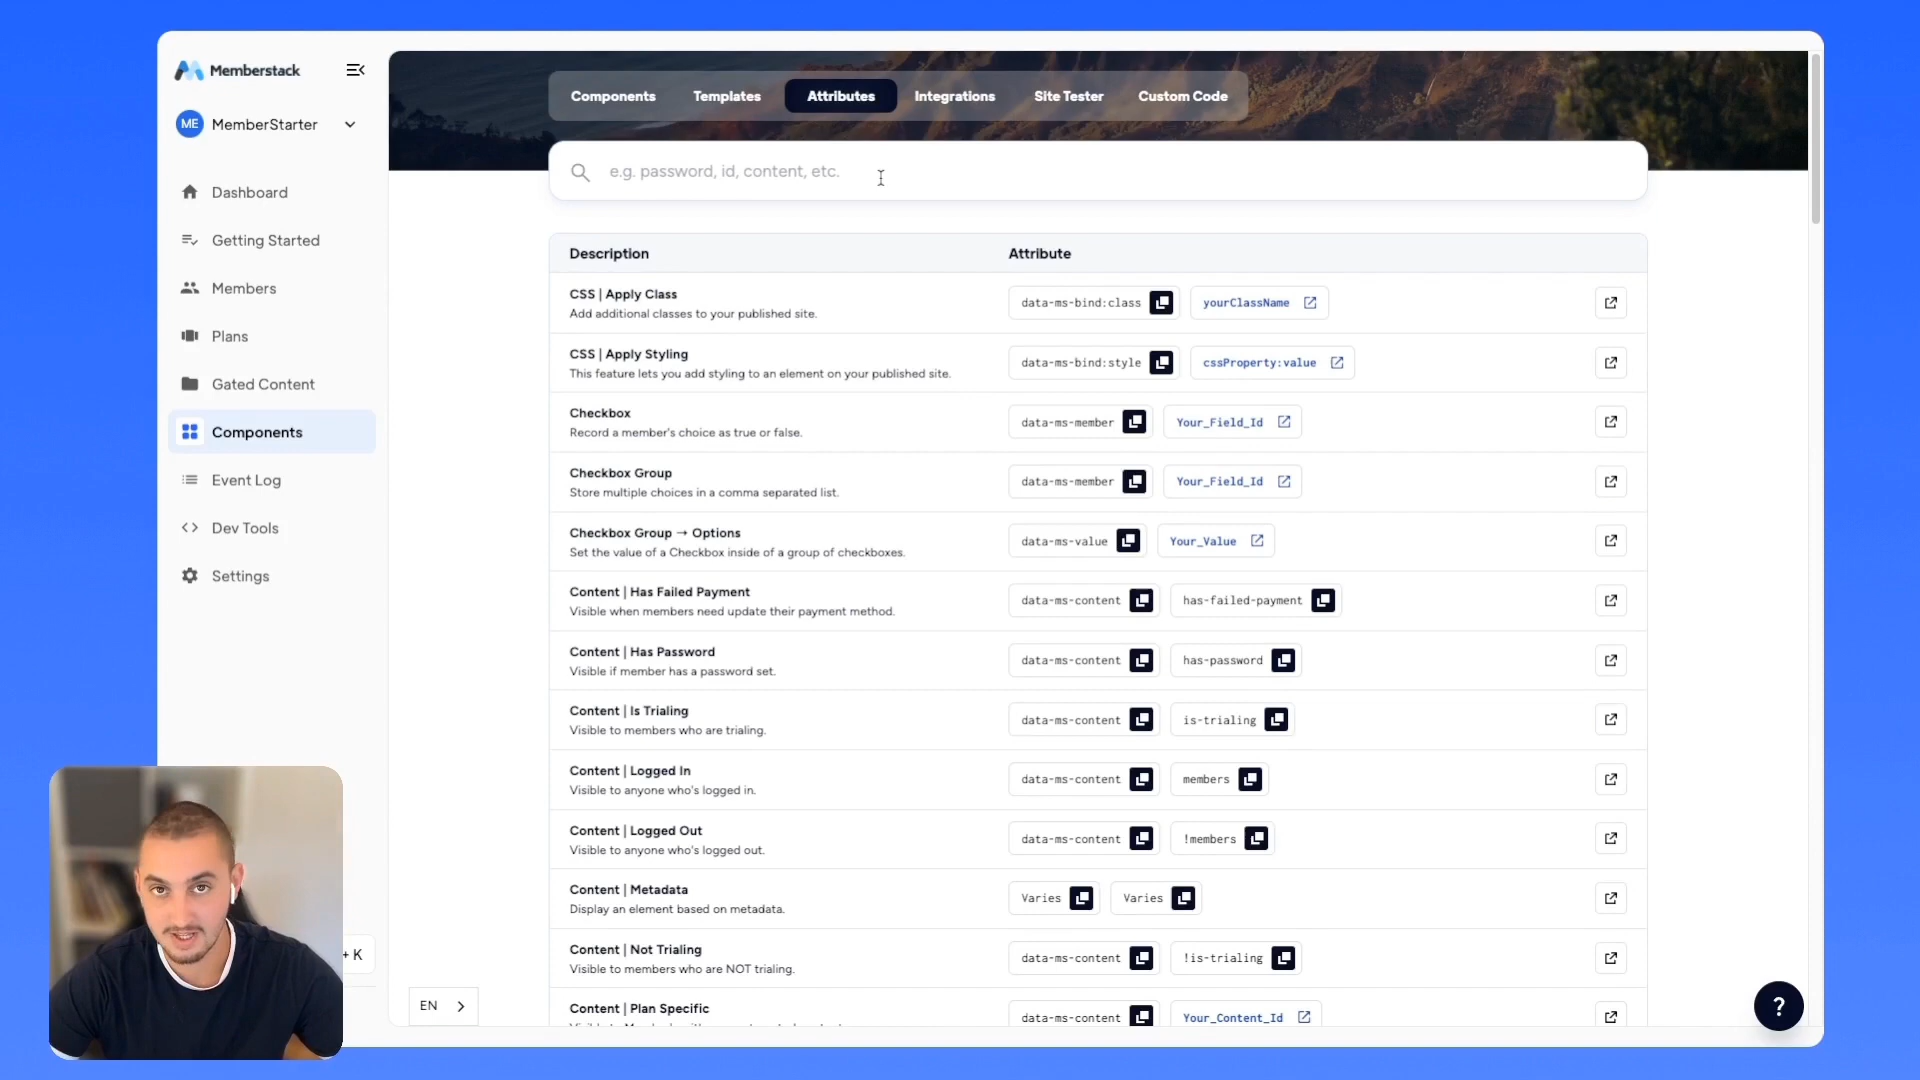 Memberstack
ME MemberStarter
Dashboard
Getting Started
Members
Plans
Gated Content
Components
Event Log
Dev Tools
Settings
+ K
Components Templates Attributes Integrations Site Tester Custom Code
e.g. password, id, content, etc.
Description Attribute
CSS | Apply Class
Add additional classes to your published site.
data-ms-bind:class yourClassName
CSS | Apply Styling
This feature lets you add styling to an element on your published site.
data-ms-bind:style cssProperty:value
Checkbox
Record a member's choice as true or false.
data-ms-member Your_Field_Id
Checkbox Group
Store multiple choices in a comma separated list.
data-ms-member Your_Field_Id
Checkbox Group → Options
Set the value of a Checkbox inside of a group of checkboxes.
data-ms-value Your_Value
Content | Has Failed Payment
Visible when members need update their payment method.
data-ms-content has-failed-payment
Content | Has Password
Visible if member has a password set.
data-ms-content has-password
Content | Is Trialing
Visible to members who are trialing.
data-ms-content is-trialing
Content | Logged In
Visible to anyone who's logged in.
data-ms-content members
Content | Logged Out
Visible to anyone who's logged out.
data-ms-content !members
Content | Metadata
Display an element based on metadata.
Varies Varies
Content | Not Trialing
Visible to members who are NOT trialing.
data-ms-content !is-trialing
Content | Plan Specific
data-ms-content Your_Content_Id
EN
?